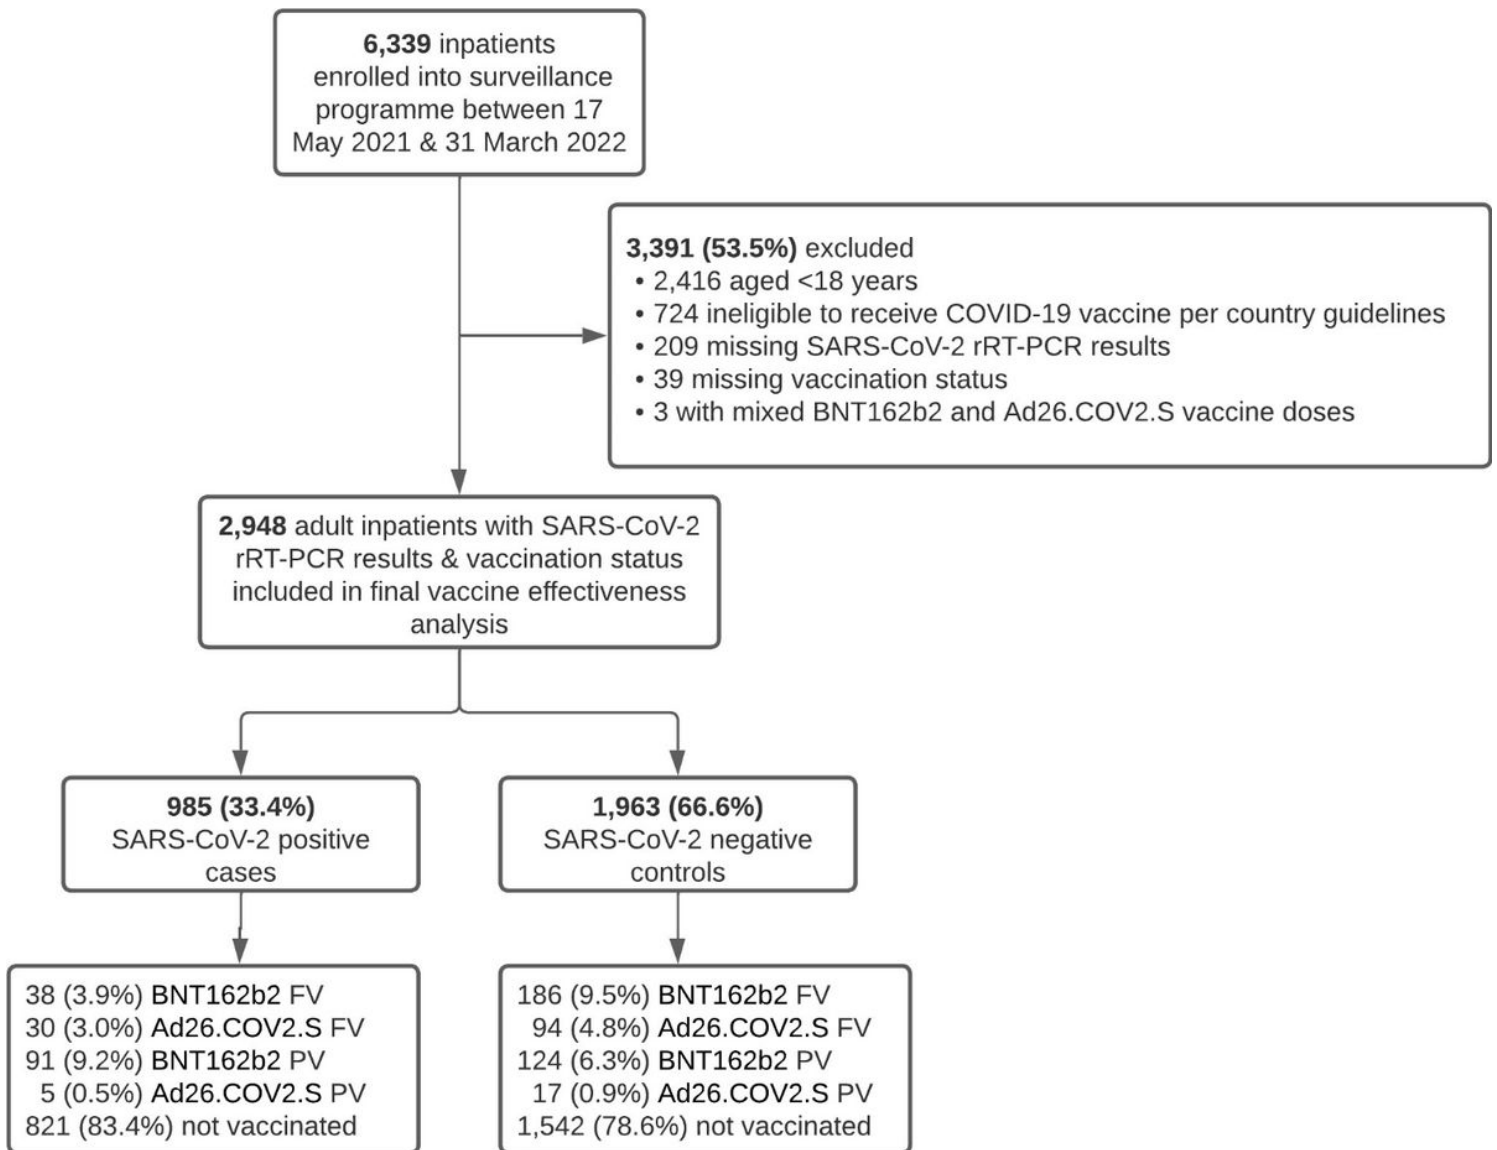 6,339 inpatients
enrolled into surveillance
programme between 17
May 2021 & 31 March 2022
3,391 (53.5%) excluded
• 2,416 aged <18 years
• 724 ineligible to receive COVID-19 vaccine per country guidelines
• 209 missing SARS-CoV-2 rRT-PCR results
• 39 missing vaccination status
• 3 with mixed BNT162b2 and Ad26.COV2.S vaccine doses
2,948 adult inpatients with SARS-CoV-2
rRT-PCR results & vaccination status
included in final vaccine effectiveness
analysis
985 (33.4%)
SARS-CoV-2 positive
cases
1,963 (66.6%)
SARS-CoV-2 negative
controls
38 (3.9%) BNT162b2 FV
30 (3.0%) Ad26.COV2.S FV
91 (9.2%) BNT162b2 PV
5 (0.5%) Ad26.COV2.S PV
821 (83.4%) not vaccinated
186 (9.5%) BNT162b2 FV
94 (4.8%) Ad26.COV2.S FV
124 (6.3%) BNT162b2 PV
17 (0.9%) Ad26.COV2.S PV
1,542 (78.6%) not vaccinated